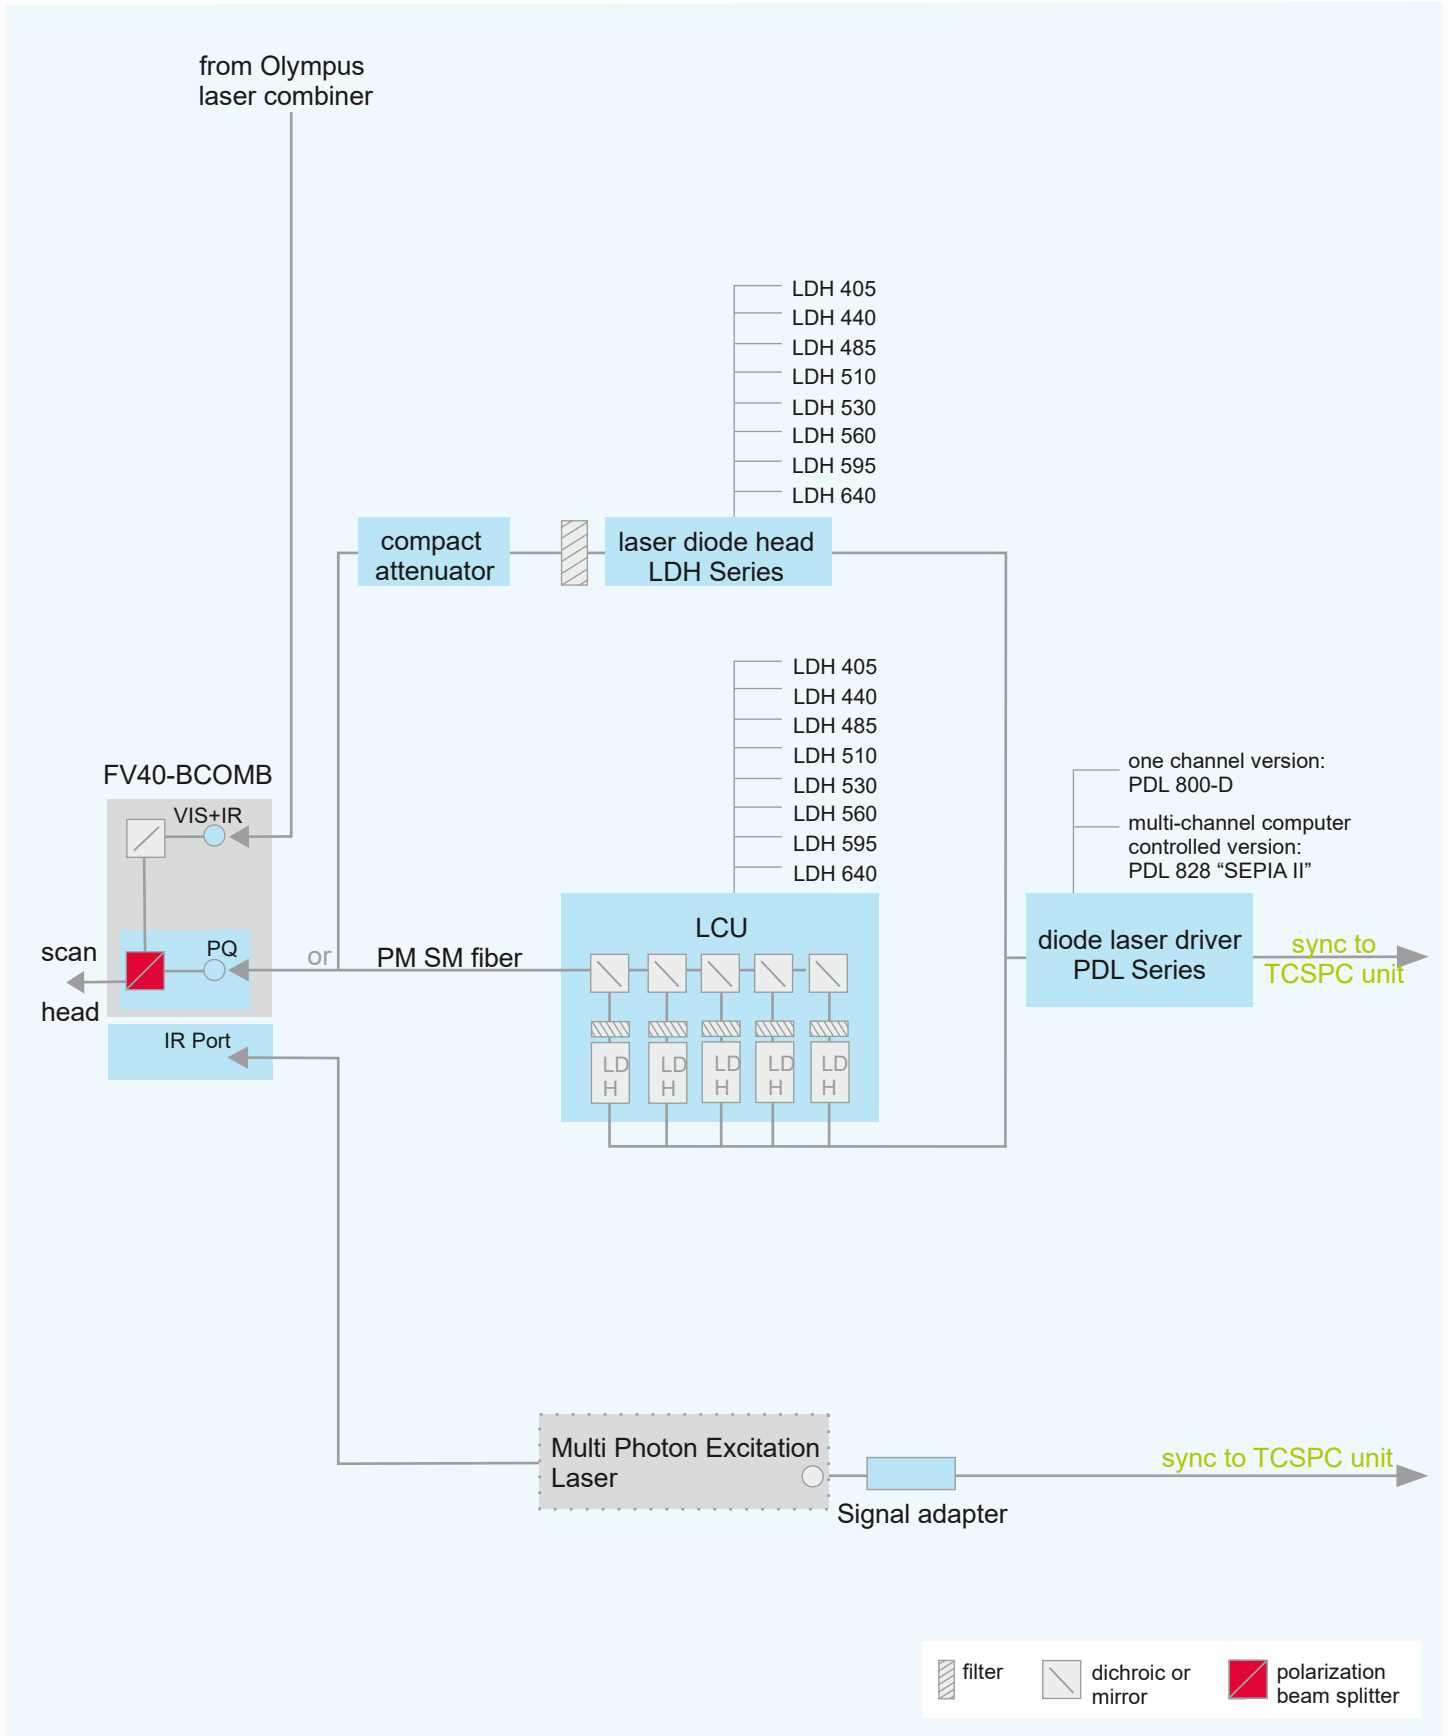 from Olympus
laser combiner
LDH 405
LDH 440
LDH 485
LDH 510
LDH 530
LDH 560
LDH 595
LDH 640
compact
attenuator
laser diode head
LDH Series
LDH 405
LDH 440
LDH 485
LDH 510
LDH 530
LDH 560
LDH 595
LDH 640
one channel version:
PDL 800-D
multi-channel computer
controlled version:
PDL 828 “SEPIA II”
FV40-BCOMB
VIS+IR
PQ
scan
head
IR Port
or
PM SM fiber
LCU
LD
H
LD
H
LD
H
LD
H
LD
H
diode laser driver
PDL Series
sync to
TCSPC unit
Multi Photon Excitation
Laser
Signal adapter
sync to TCSPC unit
filter
dichroic or
mirror
polarization
beam splitter